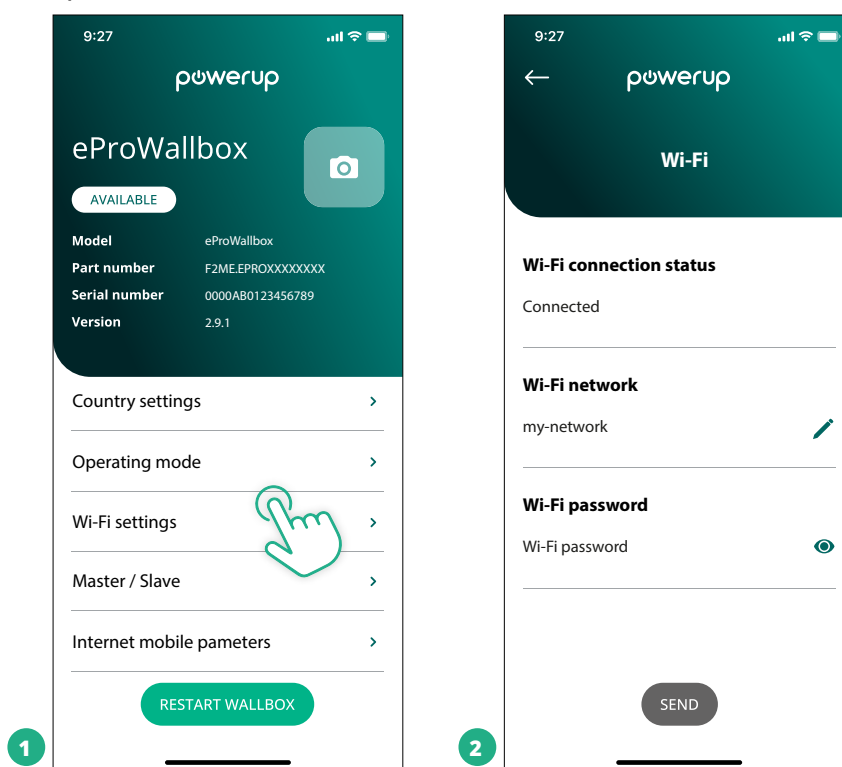 9:27
powerup
eProWallbox
AVAILABLE
Model eProWallbox
Part number F2ME.EPROXXXXXXX
Serial number 0000AB0123456789
Version 2.9.1
Country settings
Operating mode
Wi-Fi settings
Master / Slave
Internet mobile pameters
RESTART WALLBOX
1
9:27
powerup
Wi-Fi
Wi-Fi connection status
Connected
Wi-Fi network
my-network
Wi-Fi password
Wi-Fi password
SEND
2